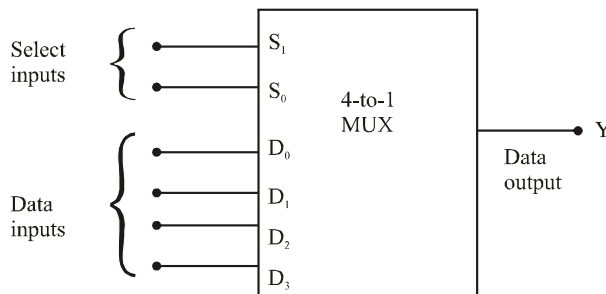 Select
inputs
S₁
S₀
4-to-1
MUX
Y
Data
output
Data
inputs
D₀
D₁
D₂
D₃